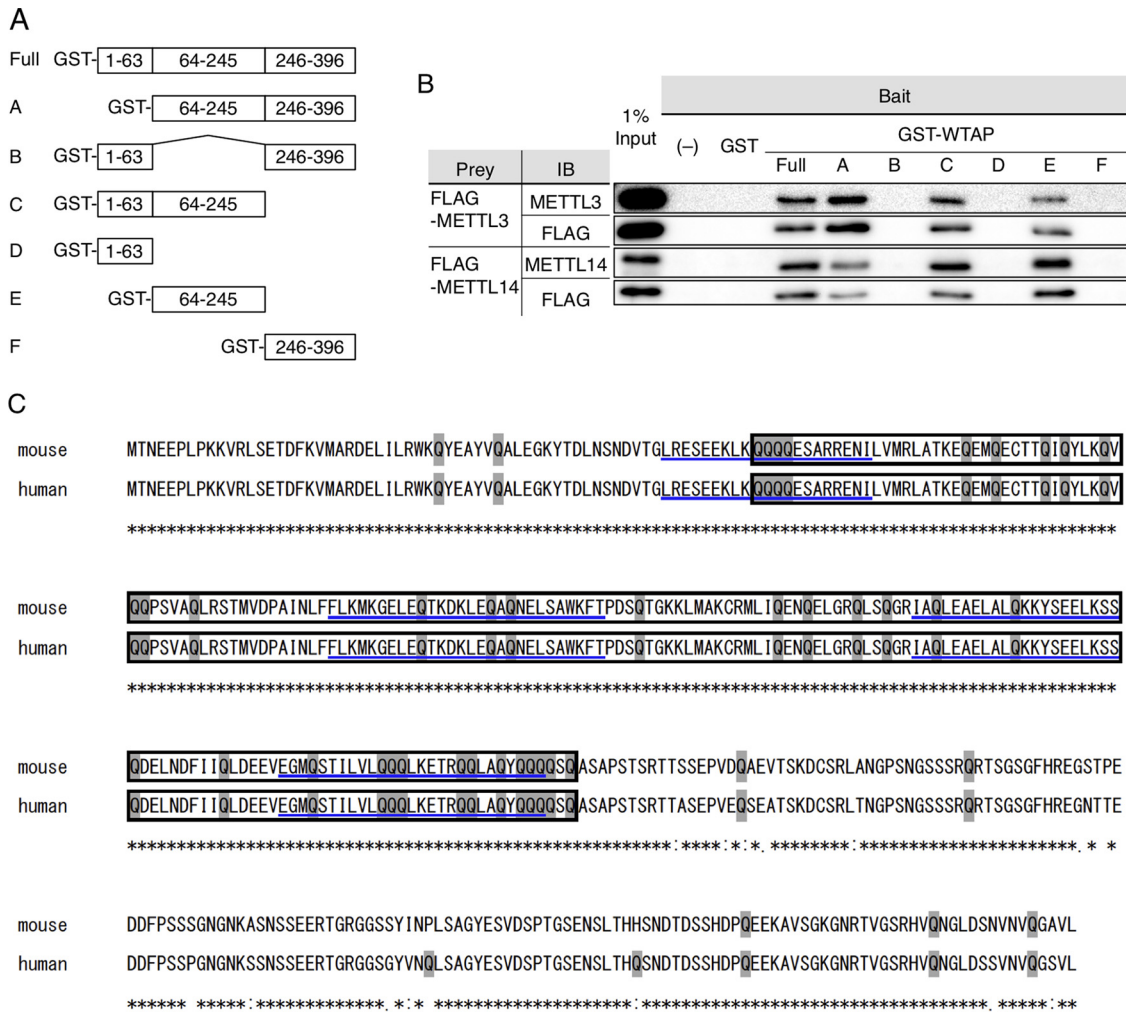 A
Full GST- 1-63 64-245 246-396
A GST- 64-245 246-396
B GST- 1-63 246-396
C GST- 1-63 64-245
D GST- 1-63
E GST- 64-245
F GST- 246-396
B
1% Input
Bait
(–) GST GST-WTAP
Full A B C D E F
Prey IB
FLAG -METTL3
METTL3
FLAG
FLAG -METTL14
METTL14
FLAG
C
mouse MTNEEPLPKKVRLSETDFKVMARDELILRWKQYEAYVQALEGKYTDLNSNDVTGLRESEEKLKQQQQESARRENILVMRLATKEQEMQECTTQIQYLKQV
human MTNEEPLPKKVRLSETDFKVMARDELILRWKQYEAYVQALEGKYTDLNSNDVTGLRESEEKLKQQQQESARRENILVMRLATKEQEMQECTTQIQYLKQV
****************************************************************************************************
mouse QQPSVAQLRSTMVDPAINLFFLKMKGELEQTKDKLEQAQNELSAWKFTPDSQTGKKLMAKCRMLIQENQELGRQLSQGRIAQLEAELALQKKYSEELKSS
human QQPSVAQLRSTMVDPAINLFFLKMKGELEQTKDKLEQAQNELSAWKFTPDSQTGKKLMAKCRMLIQENQELGRQLSQGRIAQLEAELALQKKYSEELKSS
****************************************************************************************************
mouse QDELNDFIIQLDEEVEGMQSTILVLQQQLKETRQQLAQYQQQQSQASAPSTSRTTSSEPVDQAEVTSKDCSRLANGPSNGSSSRQRTSGSGFHREGSTPE
human QDELNDFIIQLDEEVEGMQSTILVLQQQLKETRQQLAQYQQQQSQASAPSTSRTTASEPVEQSEATSKDCSRLTNGPSNGSSSRQRTSGSGFHREGNTTE
*******************************************************:****:*:*. ********:**********************. * *
mouse DDFPSSSGNGNKASNSSEERTGRGGSSYINPLSAGYESVDSPTGSENSLTHHSNDTDSSHDPQEEKAVSGKGNRTVGSRHVQNGLDSNVNVQGAVL
human DDFPSSPGNGNKSSNSSEERTGRGGSGYVNQLSAGYESVDSPTGSENSLTHQSNDTDSSHDPQEEKAVSGKGNRTVGSRHVQNGLDSSVNVQGSVL
****** *****:*************.*:* ********************:***********************************.*****:**